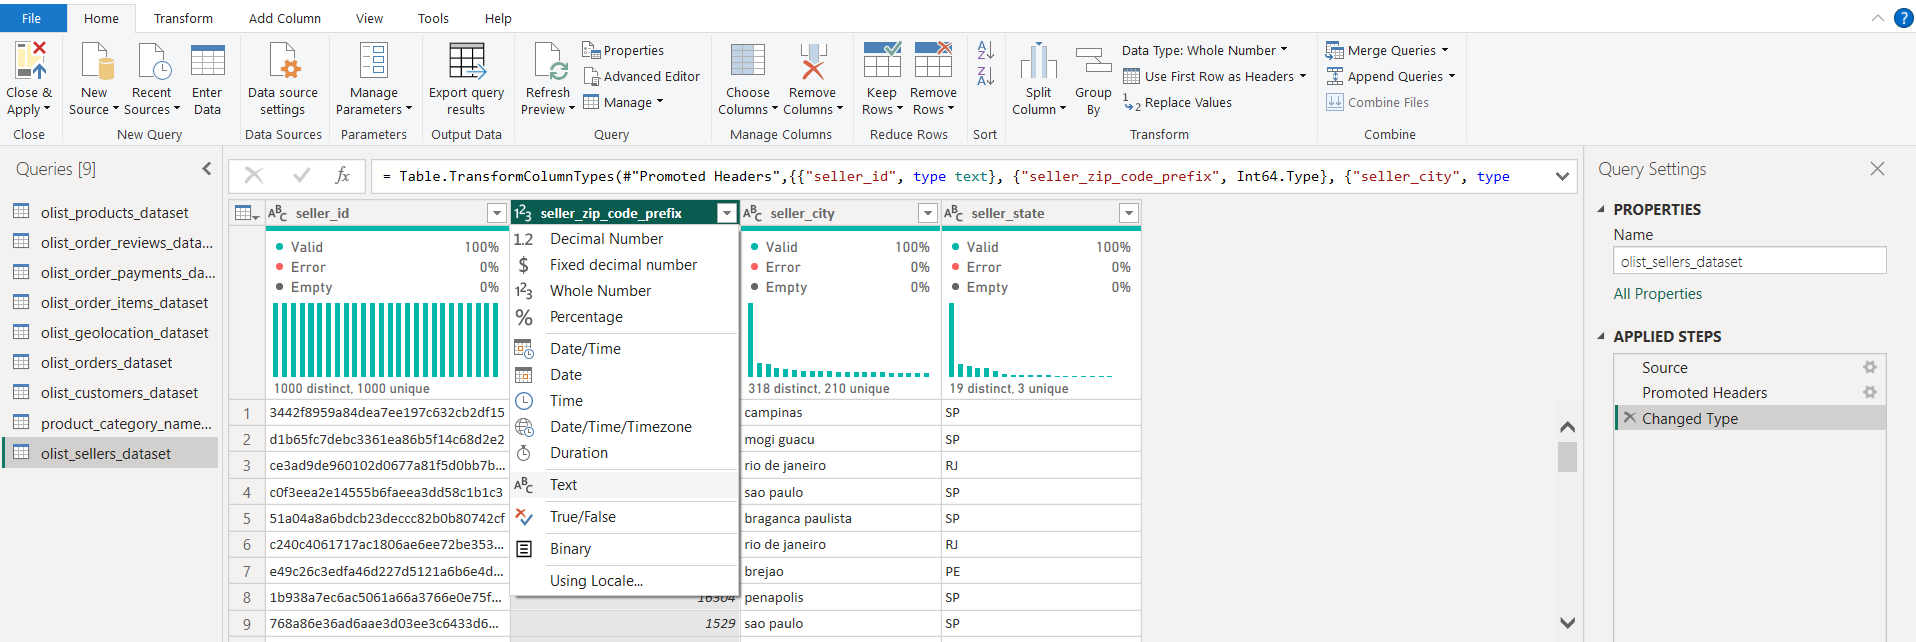 File Home Transform Add Column View Tools Help
Close & Apply
New Source
Recent Sources
Enter Data
Data source settings
Manage Parameters
Export query results
Refresh Preview
Properties
Advanced Editor
Manage
Choose Columns
Remove Columns
Keep Rows
Remove Rows
Split Column
Group By
Data Type: Whole Number
Use First Row as Headers
Replace Values
Merge Queries
Append Queries
Combine Files
Close New Query Data Sources Parameters Output Data Query Manage Columns Reduce Rows Sort Transform Combine
Queries [9]
olist_products_dataset
olist_order_reviews_data...
olist_order_payments_da...
olist_order_items_dataset
olist_geolocation_dataset
olist_orders_dataset
olist_customers_dataset
product_category_name...
olist_sellers_dataset
fx = Table.TransformColumnTypes(#"Promoted Headers",{{"seller_id", type text}, {"seller_zip_code_prefix", Int64.Type}, {"seller_city", type
ABC seller_id 123 seller_zip_code_prefix ABC seller_city ABC seller_state
Valid 100%
Error 0%
Empty 0%
1000 distinct, 1000 unique
1.2 Decimal Number
$ Fixed decimal number
123 Whole Number
% Percentage
Date/Time
Date
Time
Date/Time/Timezone
Duration
ABC Text
True/False
Binary
Using Locale...
Valid 100%
Error 0%
Empty 0%
318 distinct, 210 unique
Valid 100%
Error 0%
Empty 0%
19 distinct, 3 unique
1 3442f8959a84dea7ee197c632cb2df15 campinas SP
2 d1b65fc7debc3361ea86b5f14c68d2e2 mogi guacu SP
3 ce3ad9de960102d0677a81f5d0bb7b... rio de janeiro RJ
4 c0f3eea2e14555b6faeea3dd58c1b1c3 sao paulo SP
5 51a04a8a6bdcb23deccc82b0b80742cf braganca paulista SP
6 c240c4061717ac1806ae6ee72be353... rio de janeiro RJ
7 e49c26c3edfa46d227d5121a6b6e4d... brejao PE
8 1b938a7ec6ac5061a66a3766e0e75f... 16304 penapolis SP
9 768a86e36ad6aae3d03ee3c6433d6... 1529 sao paulo SP
Query Settings
PROPERTIES
Name
olist_sellers_dataset
All Properties
APPLIED STEPS
Source
Promoted Headers
Changed Type